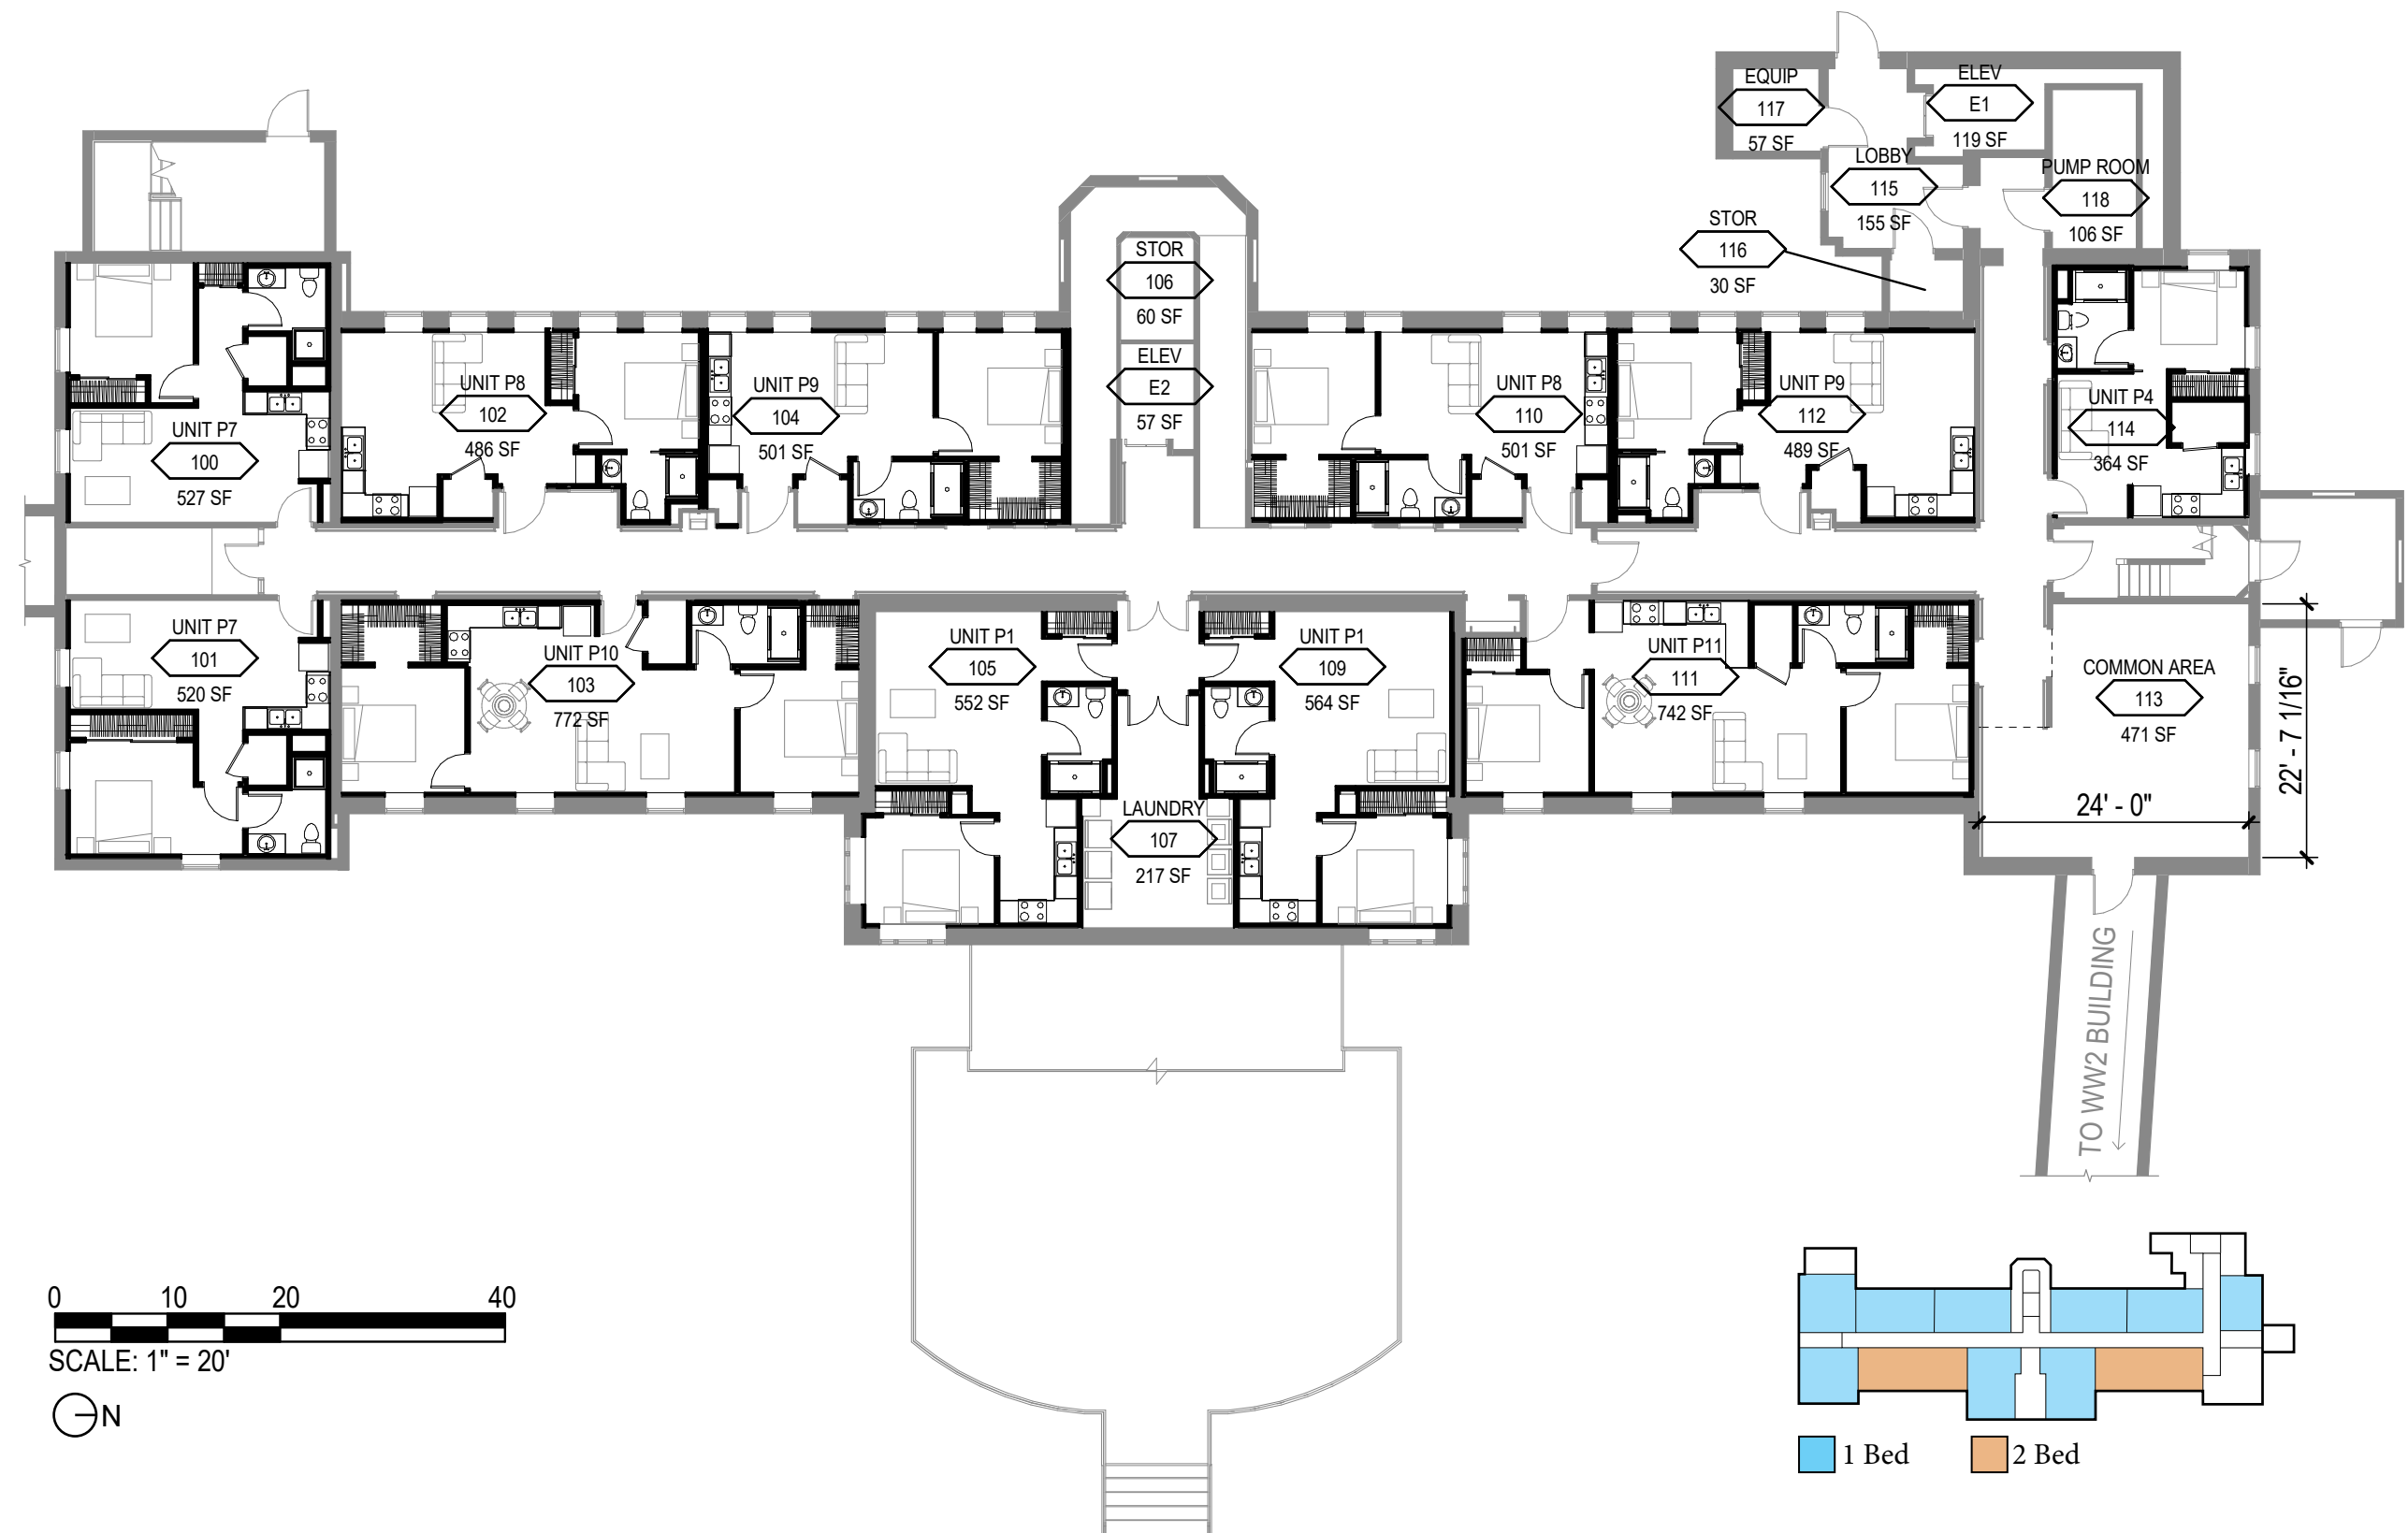 EQUIP
117
57 SF
ELEV
E1
119 SF
LOBBY
115
155 SF
PUMP ROOM
118
106 SF
STOR
116
30 SF
STOR
106
60 SF
ELEV
E2
57 SF
UNIT P7
100
527 SF
UNIT P8
102
486 SF
UNIT P9
104
501 SF
UNIT P8
110
501 SF
UNIT P9
112
489 SF
UNIT P4
114
364 SF
UNIT P7
101
520 SF
UNIT P10
103
772 SF
UNIT P1
105
552 SF
UNIT P1
109
564 SF
UNIT P11
111
742 SF
COMMON AREA
113
471 SF
22' - 7 1/16"
24' - 0"
LAUNDRY
107
217 SF
TO WW2 BUILDING
0 10 20 40
SCALE: 1" = 20'
N
1 Bed
2 Bed